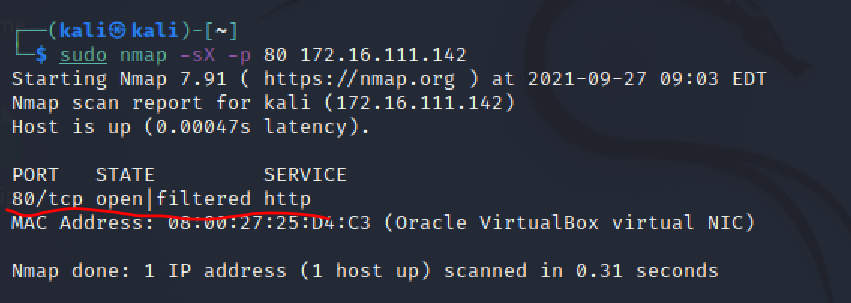 ┌──(kali㉿kali)-[~]
└─$ sudo nmap -sX -p 80 172.16.111.142
Starting Nmap 7.91 ( https://nmap.org ) at 2021-09-27 09:03 EDT
Nmap scan report for kali (172.16.111.142)
Host is up (0.00047s latency).

PORT   STATE         SERVICE
80/tcp open|filtered http
MAC Address: 08:00:27:25:D4:C3 (Oracle VirtualBox virtual NIC)

Nmap done: 1 IP address (1 host up) scanned in 0.31 seconds